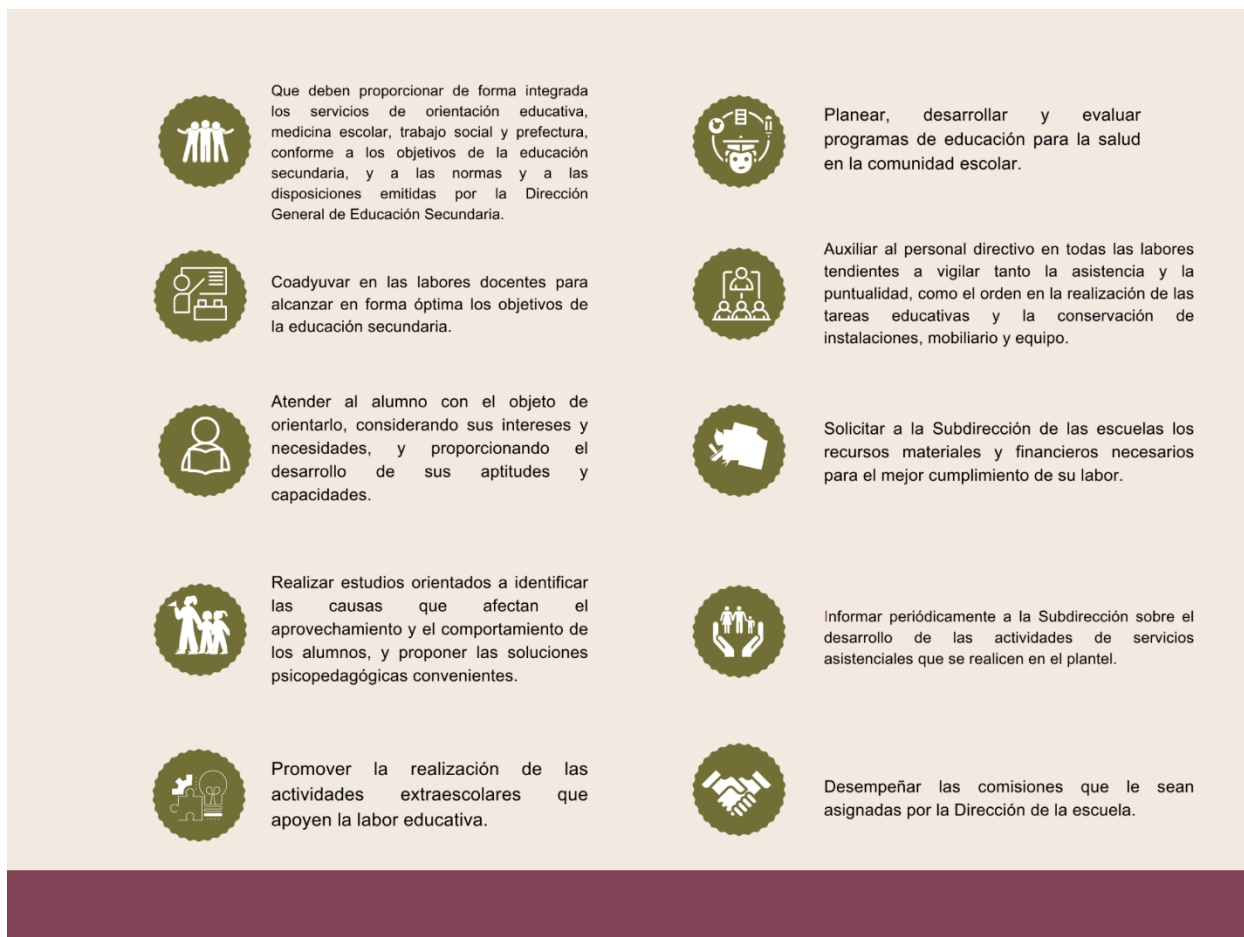 Que deben proporcionar de forma integrada
los servicios de orientación educativa,
medicina escolar, trabajo social y prefectura,
conforme a los objetivos de la educación
secundaria, y a las normas y a las
disposiciones emitidas por la Dirección
General de Educación Secundaria.
Coadyuvar en las labores docentes para
alcanzar en forma óptima los objetivos de
la educación secundaria.
Atender al alumno con el objeto de
orientarlo, considerando sus intereses y
necesidades, y proporcionando el
desarrollo de sus aptitudes y
capacidades.
Realizar estudios orientados a identificar
las causas que afectan el
aprovechamiento y el comportamiento de
los alumnos, y proponer las soluciones
psicopedagógicas convenientes.
Promover la realización de las
actividades extraescolares que
apoyen la labor educativa.
Planear, desarrollar y evaluar
programas de educación para la salud
en la comunidad escolar.
Auxiliar al personal directivo en todas las labores
tendientes a vigilar tanto la asistencia y la
puntualidad, como el orden en la realización de las
tareas educativas y la conservación de
instalaciones, mobiliario y equipo.
Solicitar a la Subdirección de las escuelas los
recursos materiales y financieros necesarios
para el mejor cumplimiento de su labor.
Informar periódicamente a la Subdirección sobre el
desarrollo de las actividades de servicios
asistenciales que se realicen en el plantel.
Desempeñar las comisiones que le sean
asignadas por la Dirección de la escuela.